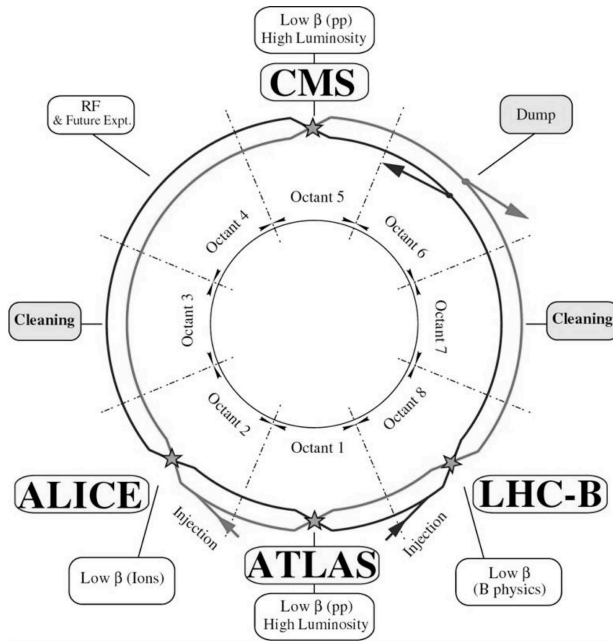 Low β (pp)
High Luminosity
CMS
RF
& Future Expt.
Dump
Octant 5
Octant 4
Octant 6
Cleaning
Octant 3
Octant 7
Cleaning
Octant 2
Octant 8
Octant 1
ALICE
LHC-B
Injection
ATLAS
Injection
Low β (Ions)
Low β
(B physics)
Low β (pp)
High Luminosity